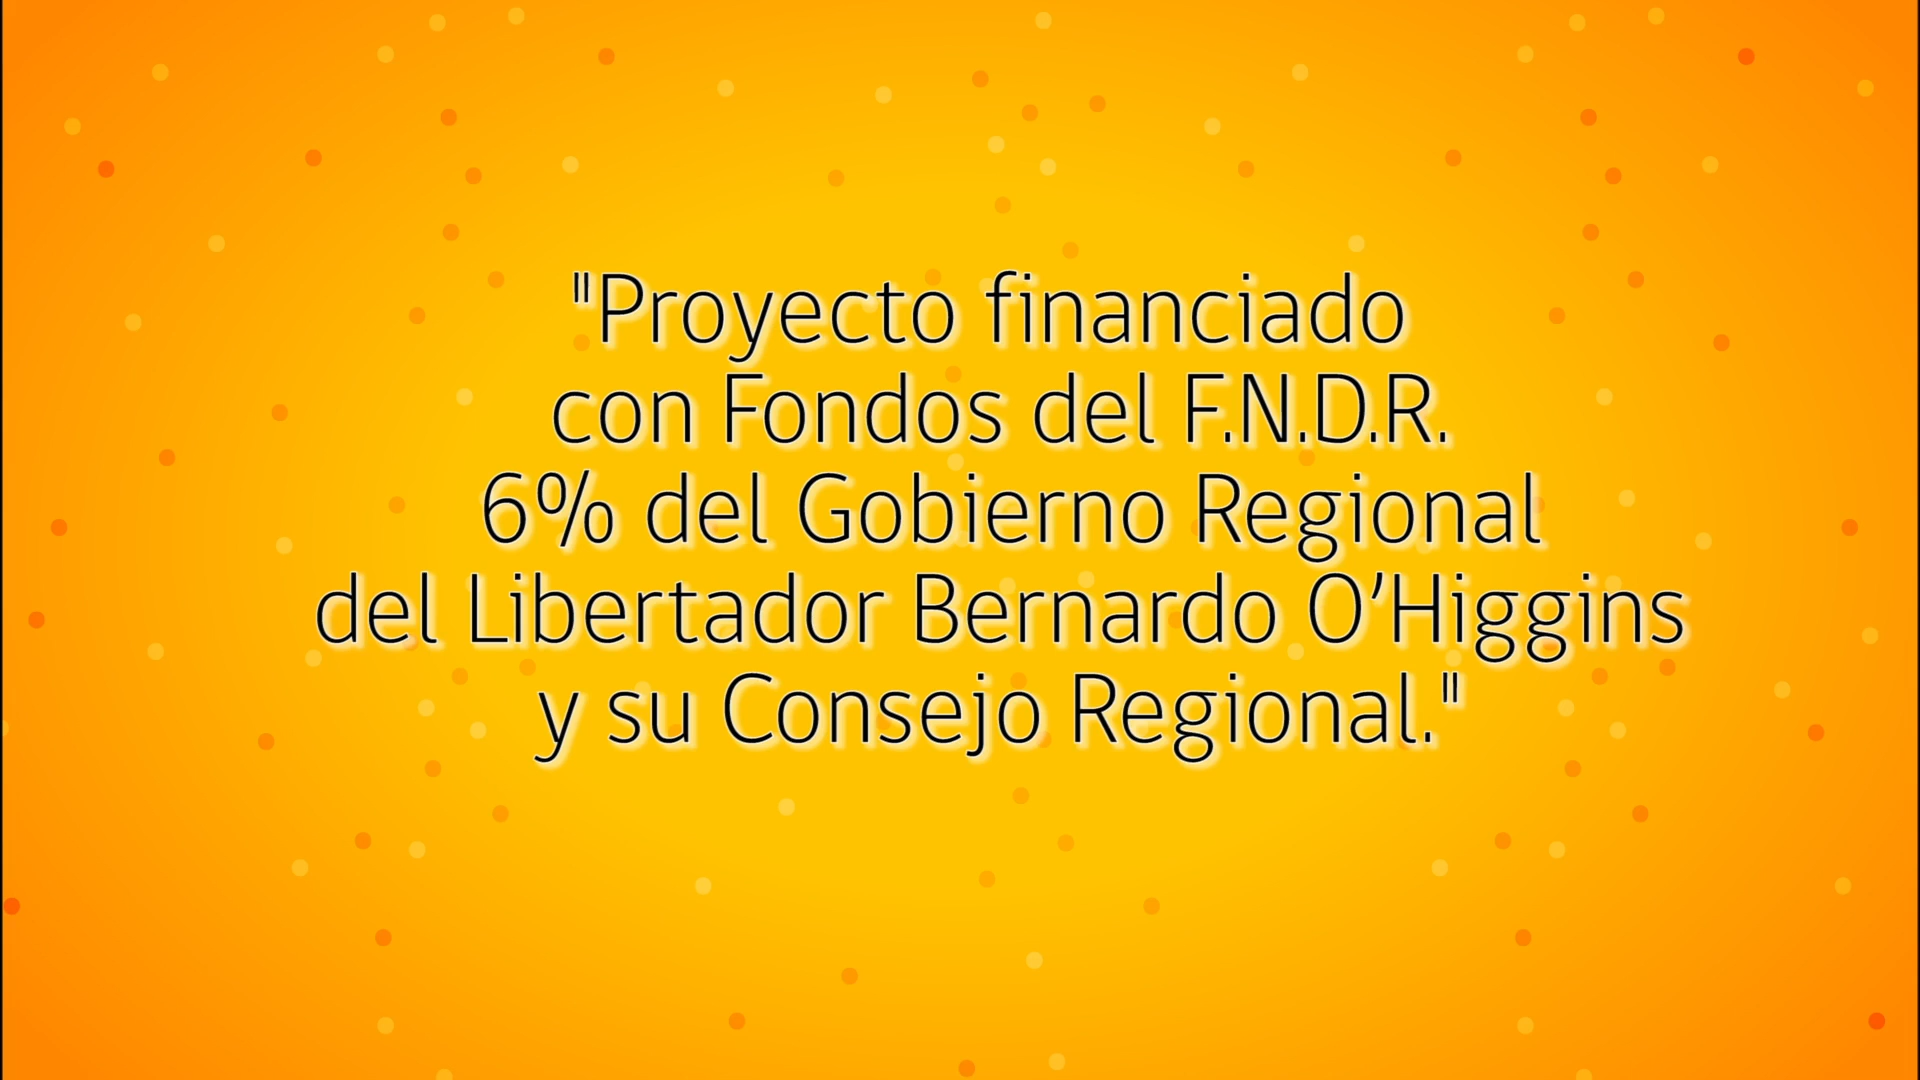 "Proyecto financiado
con Fondos del F.N.D.R.
6% del Gobierno Regional
del Libertador Bernardo O’Higgins
y su Consejo Regional."